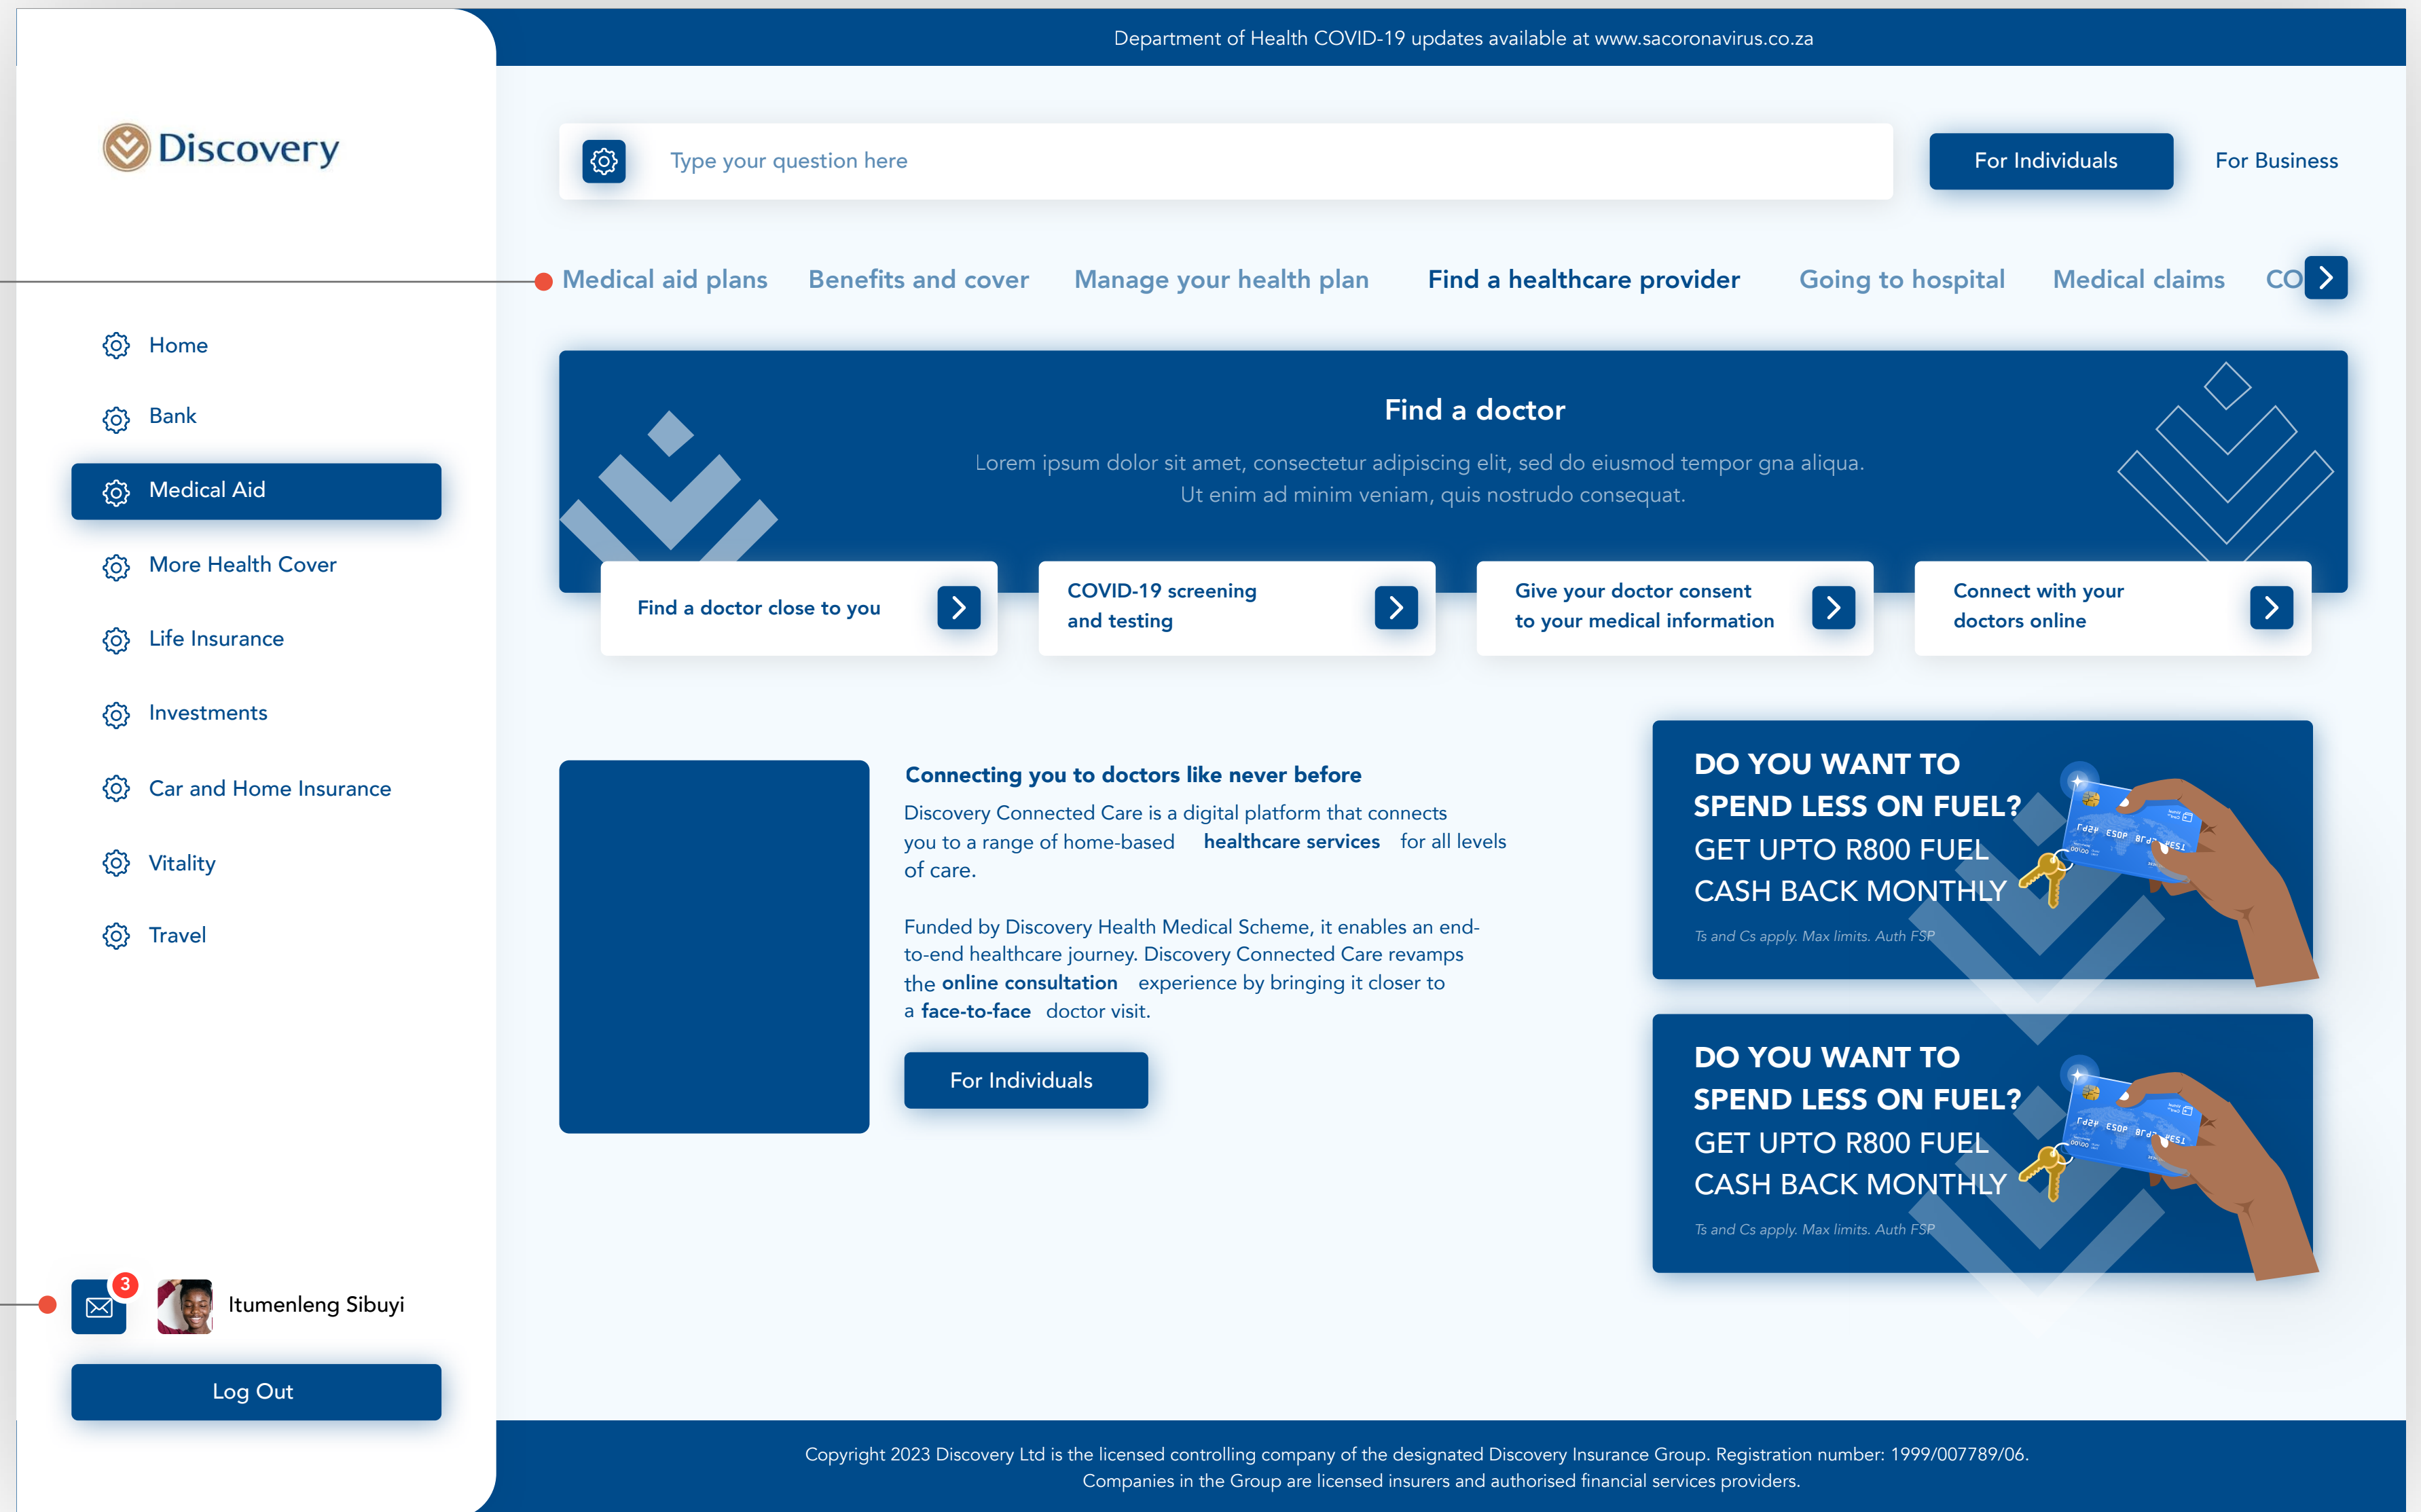 Department of Health COVID-19 updates available at www.sacoronavirus.co.za
Discovery
Type your question here
For Individuals
For Business
Medical aid plans
Benefits and cover
Manage your health plan
Find a healthcare provider
Going to hospital
Medical claims
CO
Home
Bank
Medical Aid
More Health Cover
Life Insurance
Investments
Car and Home Insurance
Vitality
Travel
Find a doctor
Lorem ipsum dolor sit amet, consectetur adipiscing elit, sed do eiusmod tempor gna aliqua.
Ut enim ad minim veniam, quis nostrudo consequat.
Find a doctor close to you
COVID-19 screening
and testing
Give your doctor consent
to your medical information
Connect with your
doctors online
Connecting you to doctors like never before
Discovery Connected Care is a digital platform that connects
you to a range of home-based healthcare services for all levels
of care.
Funded by Discovery Health Medical Scheme, it enables an end-
to-end healthcare journey. Discovery Connected Care revamps
the online consultation experience by bringing it closer to
a face-to-face doctor visit.
For Individuals
DO YOU WANT TO
SPEND LESS ON FUEL?
GET UPTO R800 FUEL
CASH BACK MONTHLY
Ts and Cs apply. Max limits. Auth FSP
DO YOU WANT TO
SPEND LESS ON FUEL?
GET UPTO R800 FUEL
CASH BACK MONTHLY
Ts and Cs apply. Max limits. Auth FSP
3
Itumenleng Sibuyi
Log Out
Copyright 2023 Discovery Ltd is the licensed controlling company of the designated Discovery Insurance Group. Registration number: 1999/007789/06.
Companies in the Group are licensed insurers and authorised financial services providers.